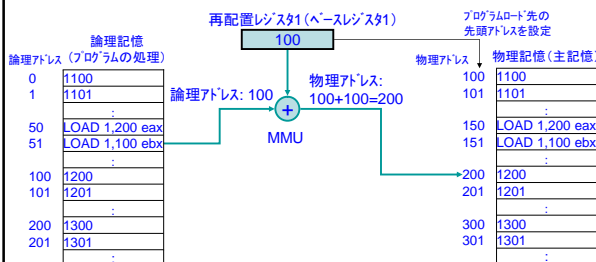 再配置レジスタ1(ベースレジスタ1)
100
プログラムロード先の
先頭アドレスを設定
論理記憶
論理アドレス (プログラムの処理)
物理アドレス 物理記憶(主記憶)
0 1100
1 1101
:
50 LOAD 1,200 eax
51 LOAD 1,100 ebx
:
100 1200
101 1201
:
200 1300
201 1301
:
論理アドレス: 100
物理アドレス:
100+100=200
+
MMU
100 1100
101 1101
:
150 LOAD 1,200 eax
151 LOAD 1,100 ebx
:
200 1200
201 1201
:
300 1300
301 1301
: